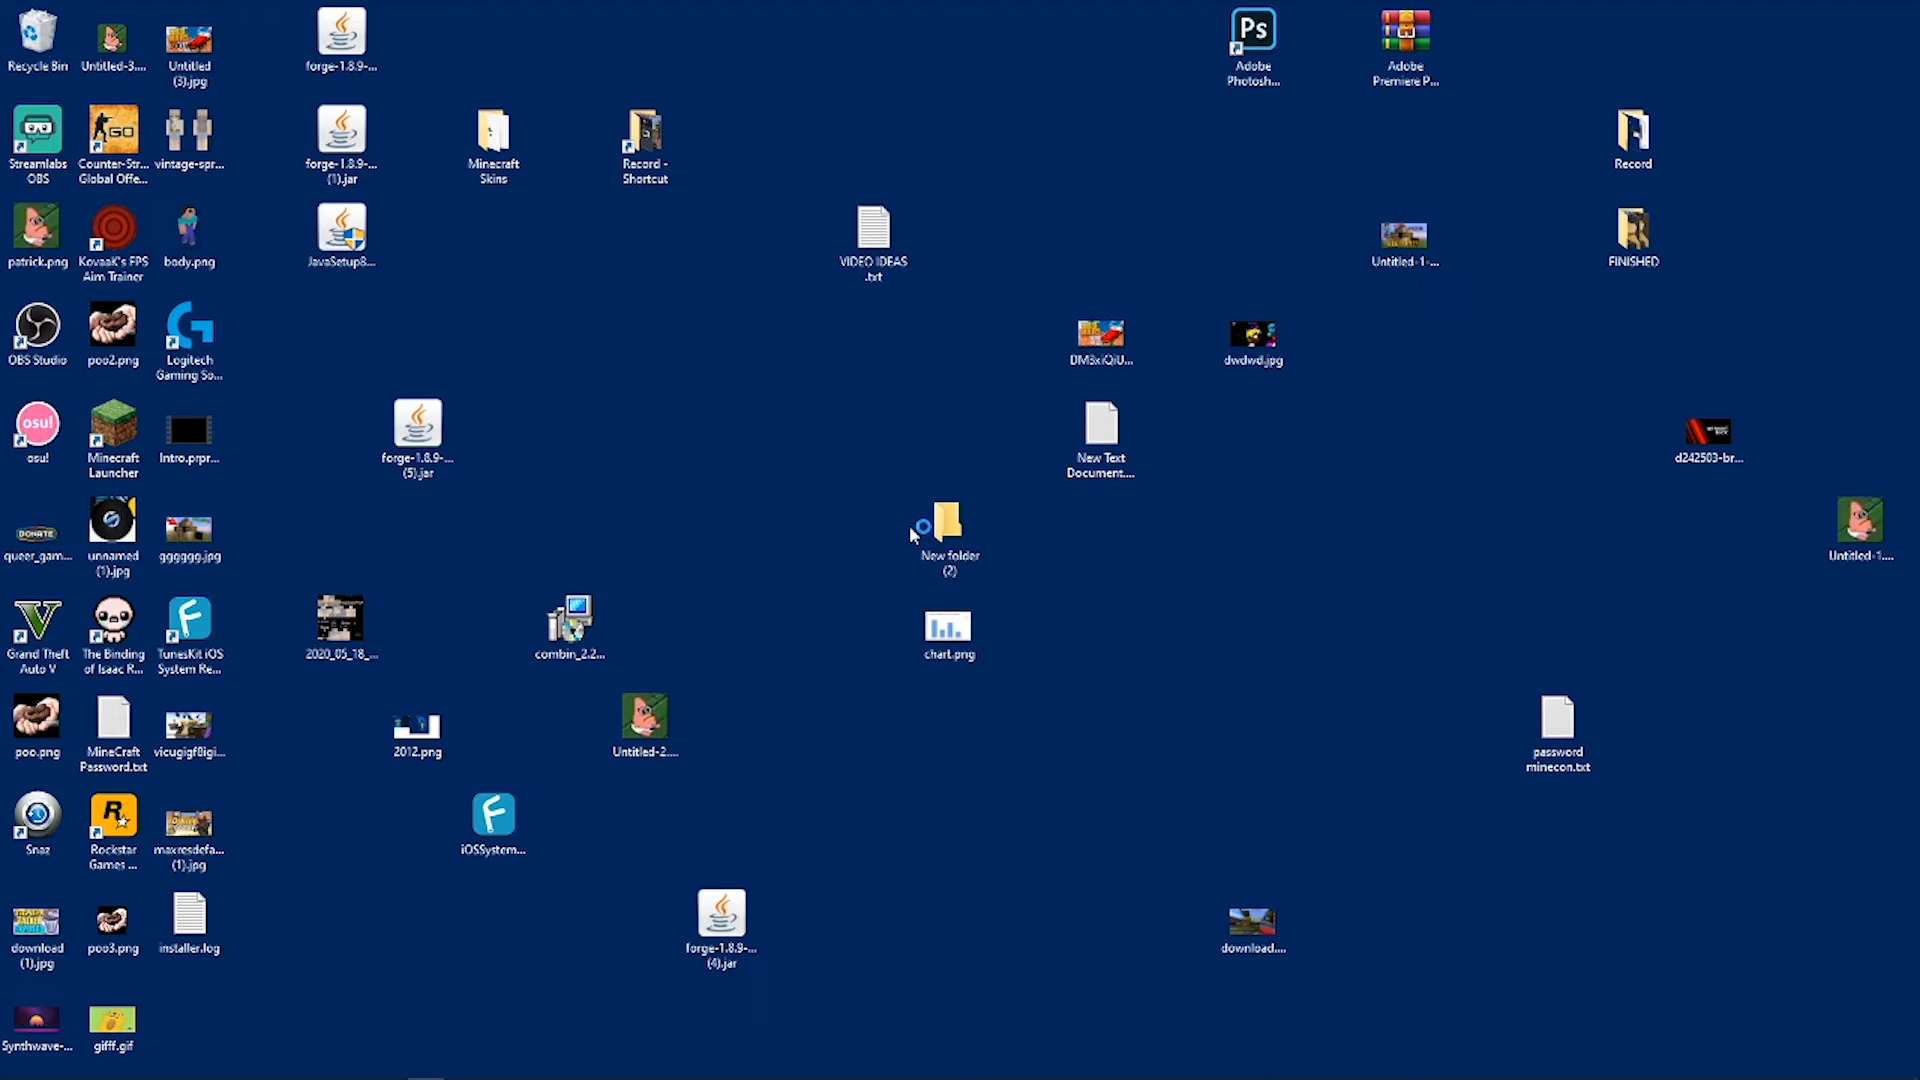 Recycle Bin
Untitled-3....
Untitled
(3).jpg
forge-1.8.9-...
Ps
Adobe
Photosh...
Adobe
Premiere P...
Streamlabs
OBS
GO
Counter-Str...
Global Offe...
vintage-spr...
forge-1.8.9-...
(1).jar
Minecraft
Skins
Record -
Shortcut
Record
patrick.png
KovaaK's FPS
Aim Trainer
body.png
JavaSetup8...
VIDEO IDEAS
.txt
Untitled-1-...
FINISHED
OBS Studio
poo2.png
Logitech
Gaming So...
DM3xiQiU...
dwdwd.jpg
osu!
osu!
Minecraft
Launcher
Intro.prpr...
forge-1.8.9-...
(5).jar
New Text
Document....
d242503-br...
DONATE
queer_gam...
unnamed
(1).jpg
gggggg.jpg
New folder
(2)
Untitled-1....
Grand Theft
Auto V
The Binding
of Isaac R...
TunesKit iOS
System Re...
2020_05_18_...
combin_2.2...
chart.png
poo.png
MineCraft
Password.txt
vicugigf8igi...
2012.png
Untitled-2....
password
minecon.txt
Snaz
R
Rockstar
Games ...
maxresdefa...
(1).jpg
iOSSystem...
download
(1).jpg
poo3.png
installer.log
forge-1.8.9-...
(4).jar
download....
Synthwave-...
gifff.gif